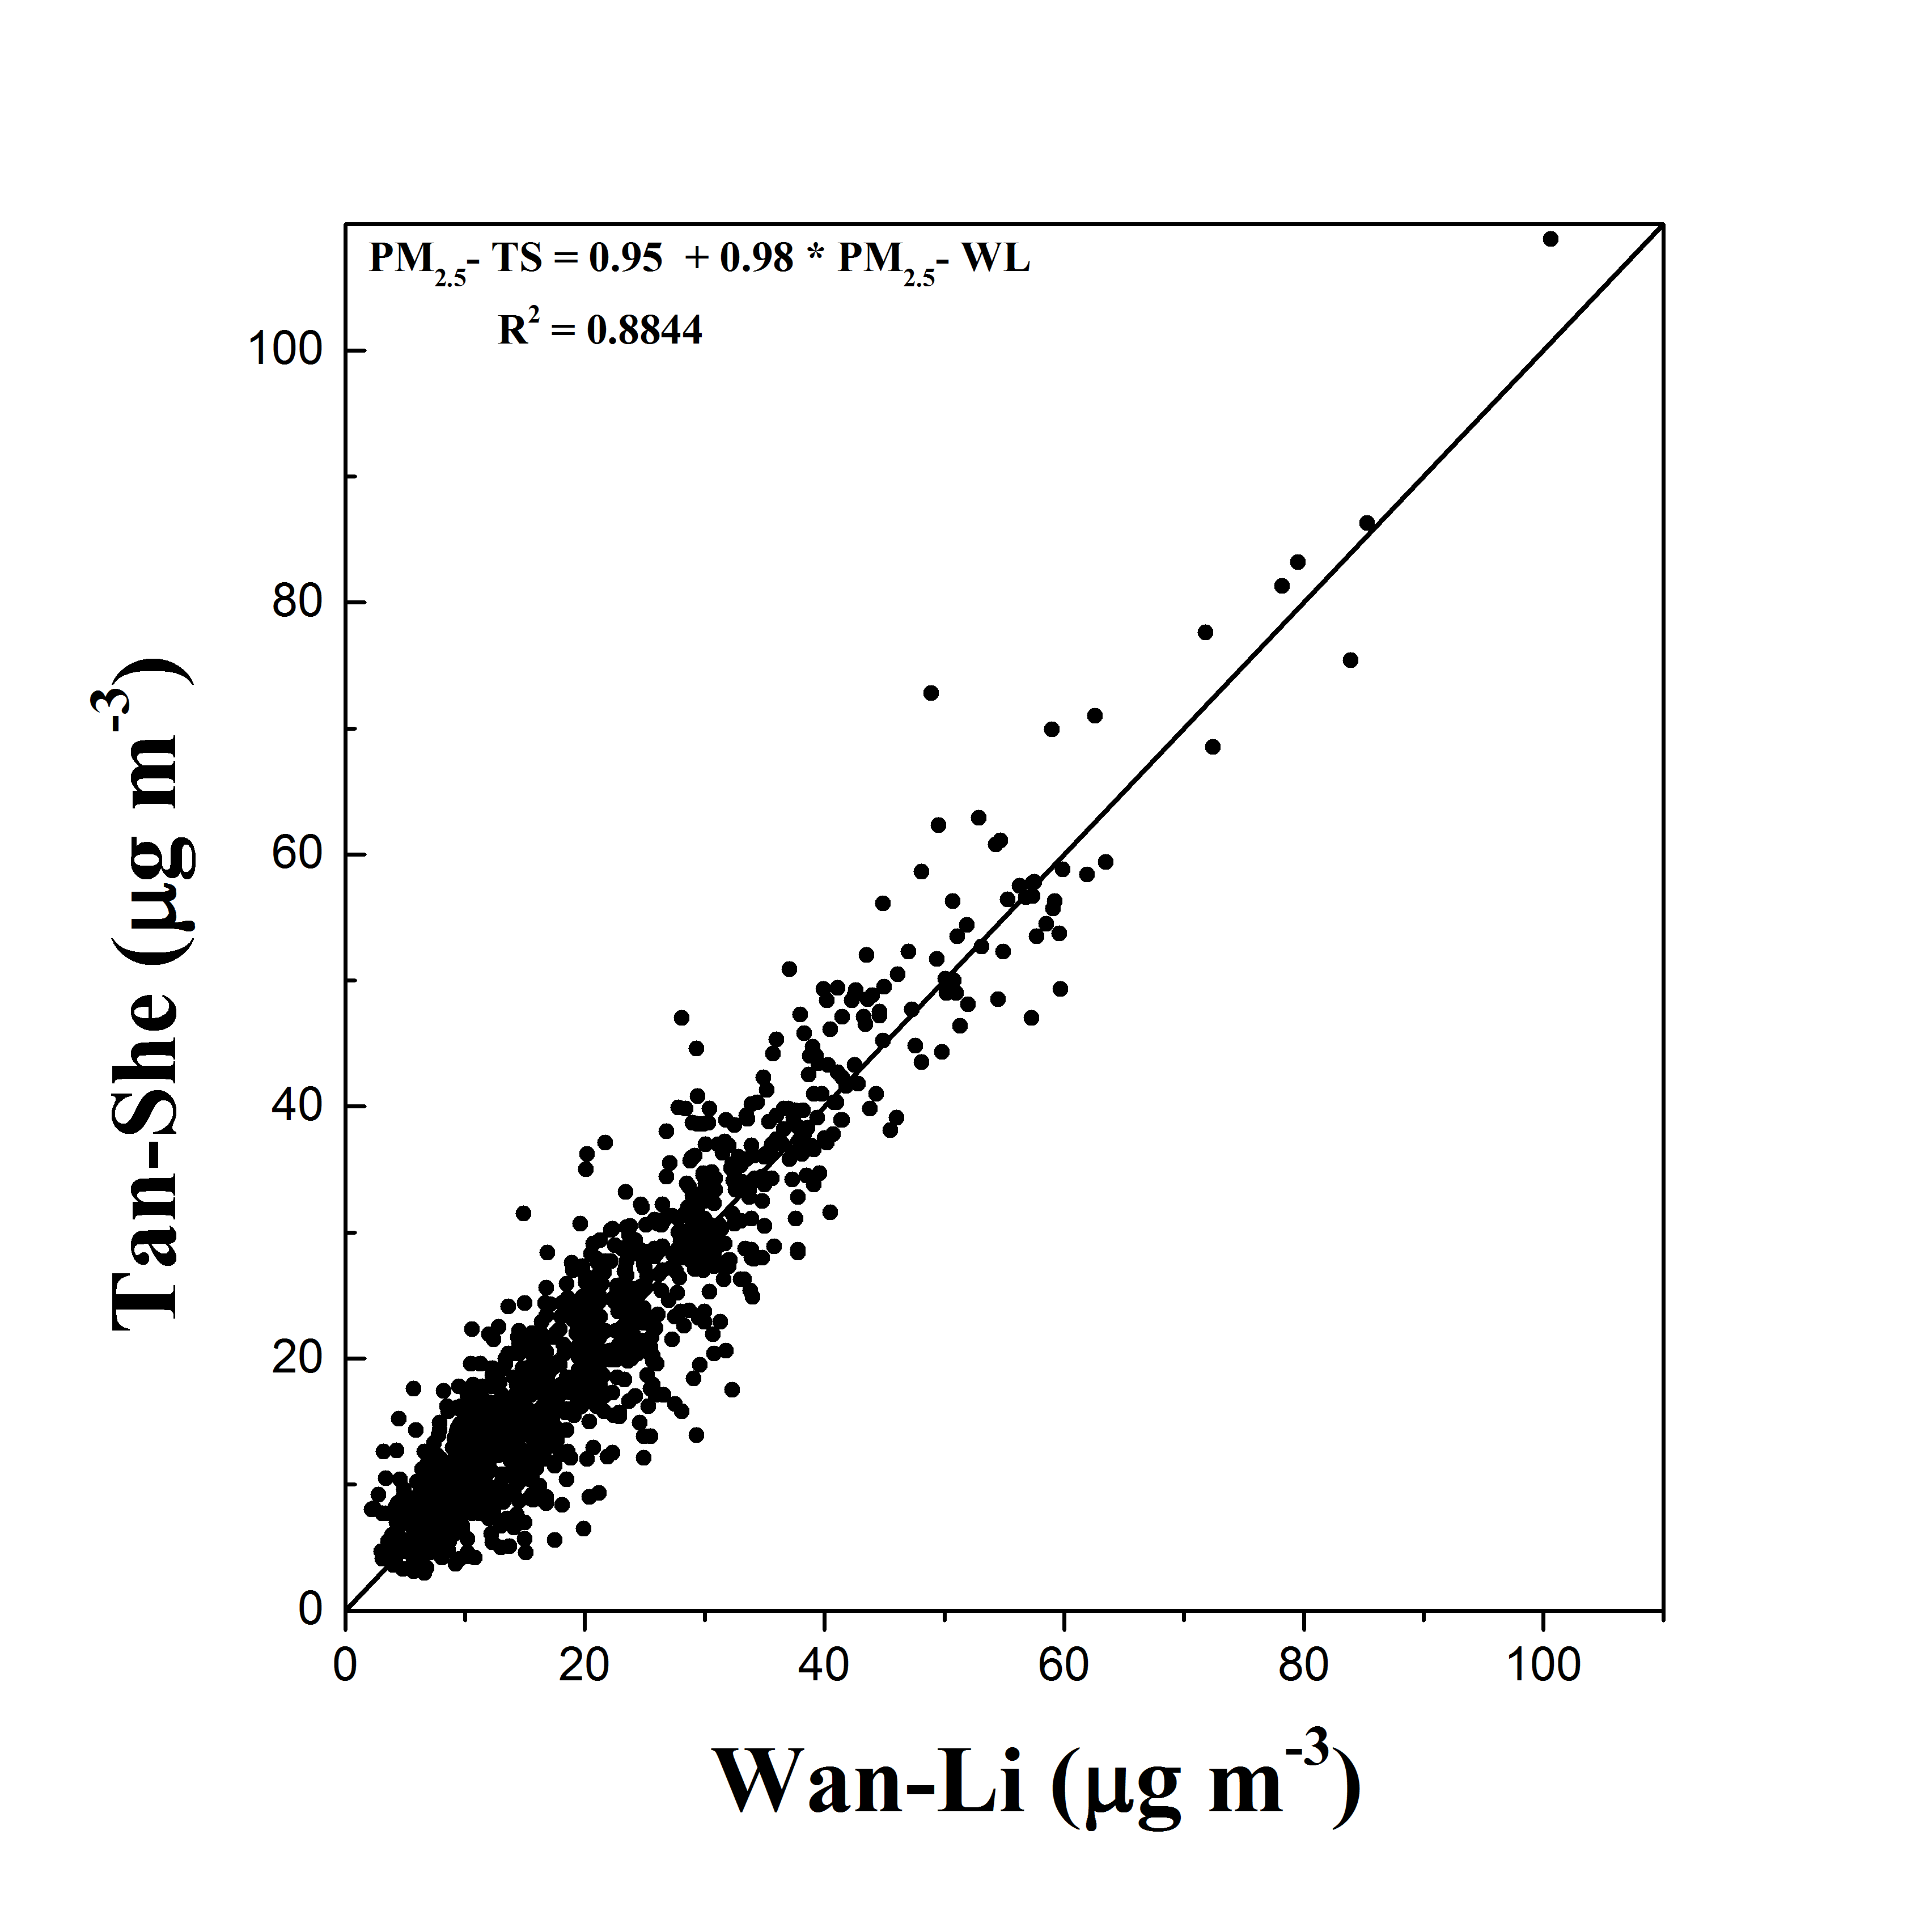 PM2.5- TS = 0.95 + 0.98 * PM2.5- WL
R² = 0.8844
100
80
60
40
20
0
0 20 40 60 80 100
Tan-She (μg m⁻³)
Wan-Li (μg m⁻³)